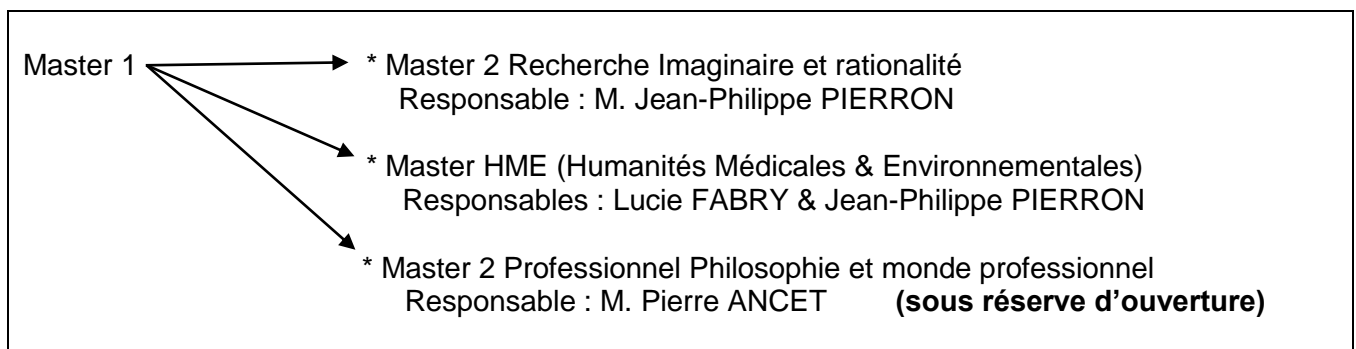 Master 1
* Master 2 Recherche Imaginaire et rationalité
Responsable : M. Jean-Philippe PIERRON
* Master HME (Humanités Médicales & Environnementales)
Responsables : Lucie FABRY & Jean-Philippe PIERRON
* Master 2 Professionnel Philosophie et monde professionnel
Responsable : M. Pierre ANCET (sous réserve d'ouverture)